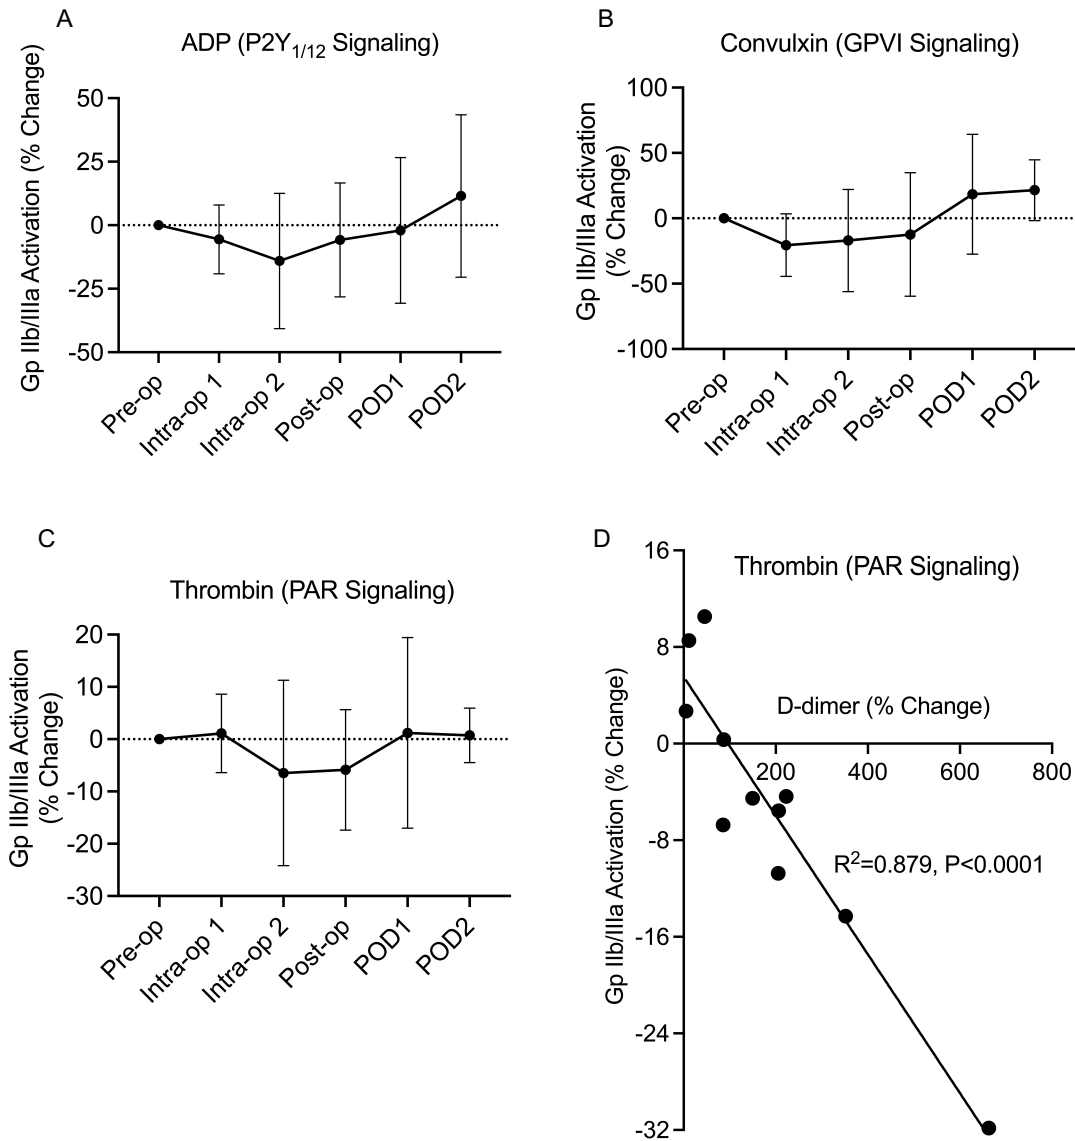 A
ADP (P2Y1/12 Signaling)
Gp IIb/IIIa Activation (% Change)
50
25
0
-25
-50
Pre-op
Intra-op 1
Intra-op 2
Post-op
POD1
POD2
B
Convulxin (GPVI Signaling)
Gp IIb/IIIa Activation
(% Change)
100
50
0
-50
-100
Pre-op
Intra-op 1
Intra-op 2
Post-op
POD1
POD2
C
Thrombin (PAR Signaling)
Gp IIb/IIIa Activation
(% Change)
20
10
0
-10
-20
-30
Pre-op
Intra-op 1
Intra-op 2
Post-op
POD1
POD2
D
Thrombin (PAR Signaling)
Gp IIb/IIIa Activation (% Change)
16
8
0
-8
-16
-24
-32
D-dimer (% Change)
200 400 600 800
R2=0.879, P<0.0001